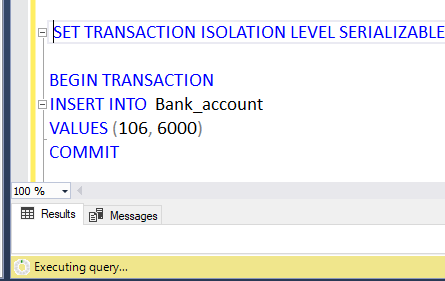 SET TRANSACTION ISOLATION LEVEL SERIALIZABLE
BEGIN TRANSACTION
INSERT INTO Bank_account
VALUES (106, 6000)
COMMIT
100 %
Results Messages
Executing query...